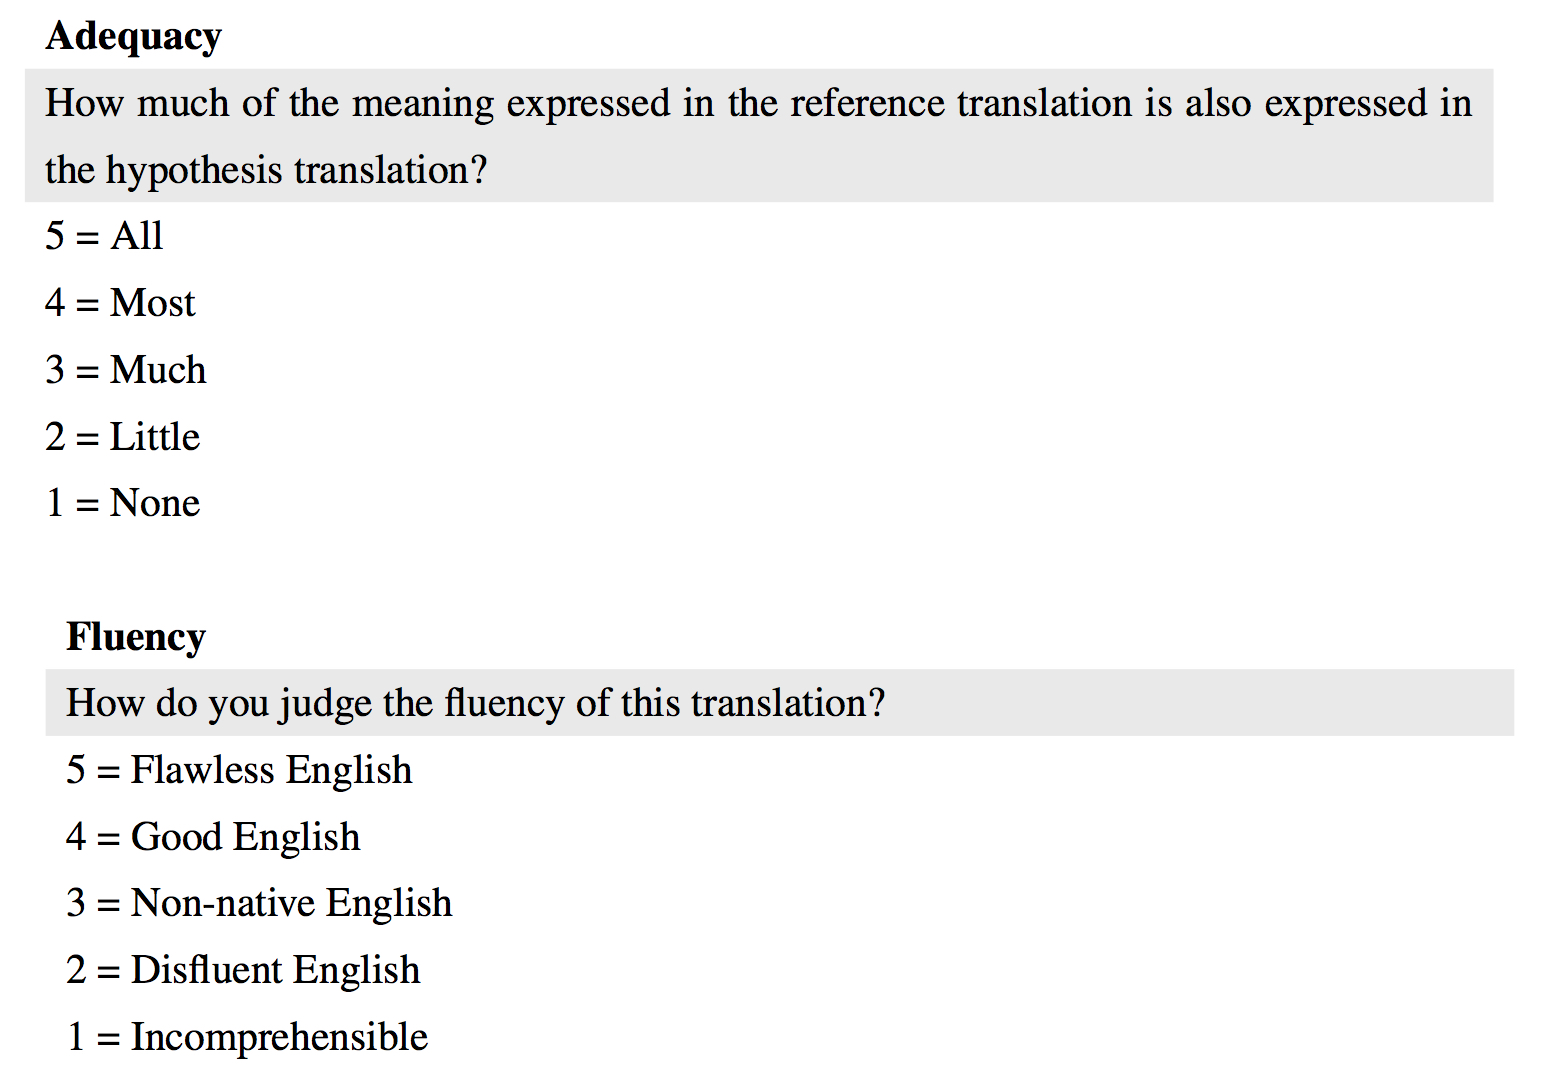 Adequacy
How much of the meaning expressed in the reference translation is also expressed in
the hypothesis translation?
5 = All
4 = Most
3 = Much
2 = Little
1 = None
Fluency
How do you judge the fluency of this translation?
5 = Flawless English
4 = Good English
3 = Non-native English
2 = Disfluent English
1 = Incomprehensible